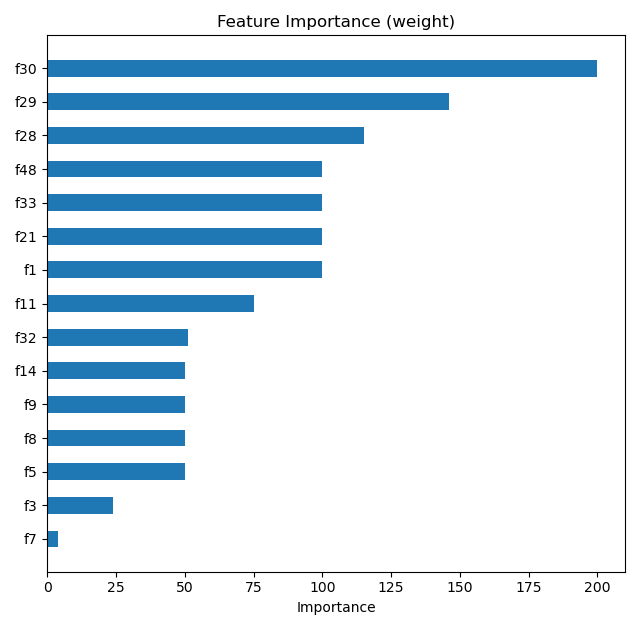 Feature Importance (weight)
f30
f29
f28
f48
f33
f21
f1
f11
f32
f14
f9
f8
f5
f3
f7
0 25 50 75 100 125 150 175 200
Importance